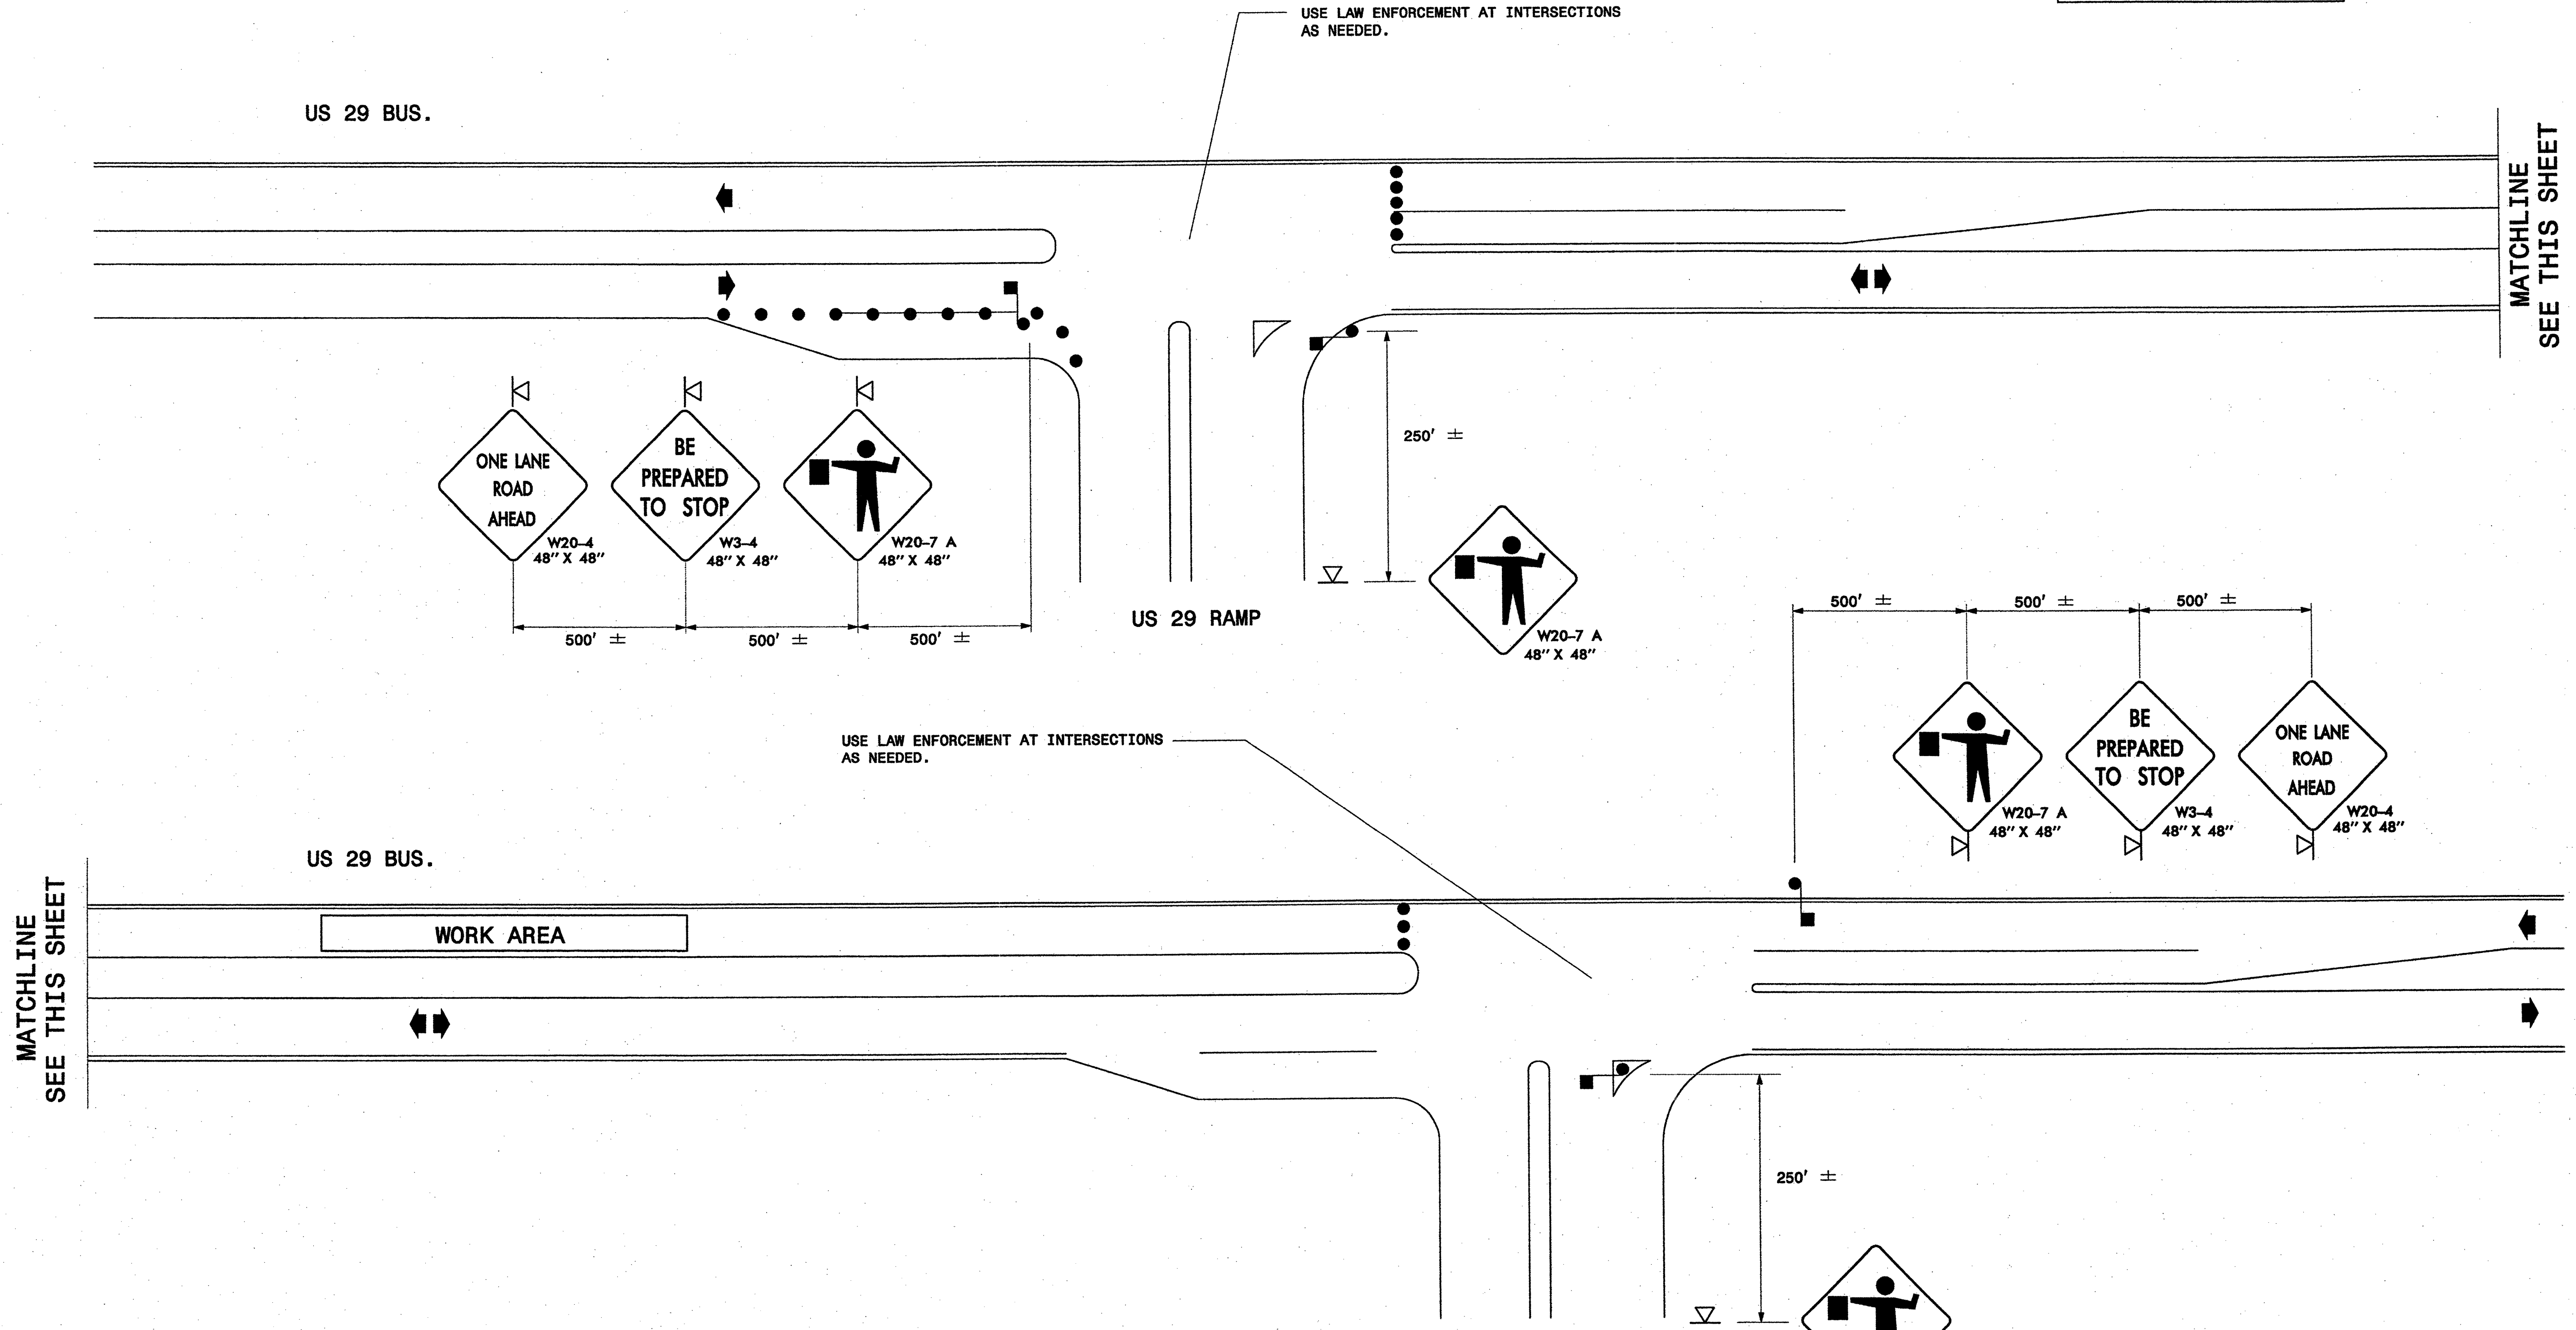 USE LAW ENFORCEMENT AT INTERSECTIONS
AS NEEDED.
US 29 BUS.
MATCHLINE
SEE THIS SHEET
ONE LANE
ROAD
AHEAD
W20-4
48" X 48"
BE
PREPARED
TO STOP
W3-4
48" X 48"
W20-7 A
48" X 48"
500' ±
500' ±
500' ±
250' ±
US 29 RAMP
W20-7 A
48" X 48"
500' ±
500' ±
500' ±
W20-7 A
48" X 48"
BE
PREPARED
TO STOP
W3-4
48" X 48"
ONE LANE
ROAD
AHEAD
W20-4
48" X 48"
USE LAW ENFORCEMENT AT INTERSECTIONS
AS NEEDED.
US 29 BUS.
MATCHLINE
SEE THIS SHEET
WORK AREA
250' ±